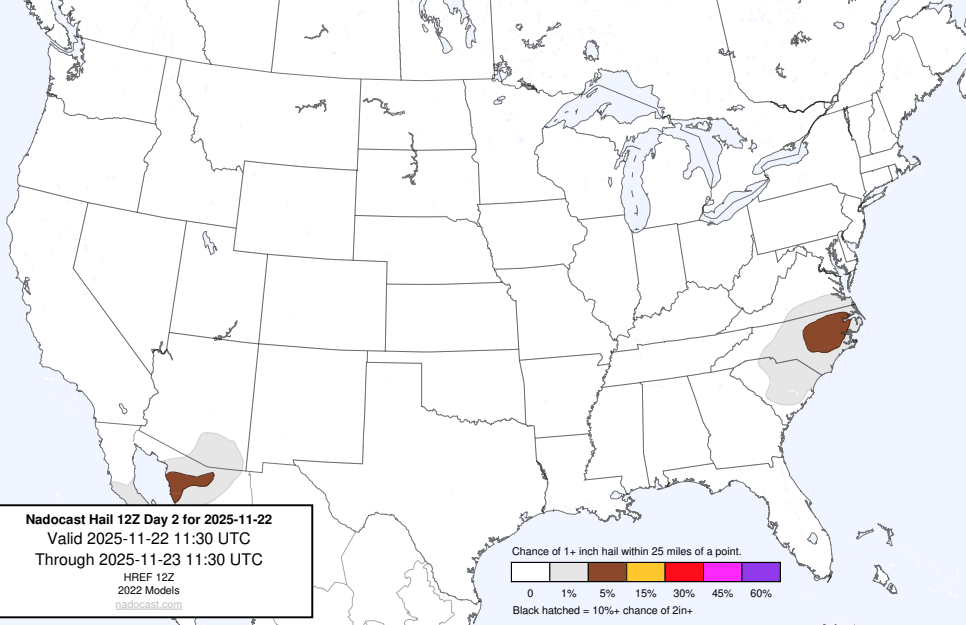 Nadocast Hail 12Z Day 2 for 2025-11-22
Valid 2025-11-22 11:30 UTC
Through 2025-11-23 11:30 UTC
HREF 12Z
2022 Models
nadocast.com
Chance of 1+ inch hail within 25 miles of a point.
0 1% 5% 15% 30% 45% 60%
Black hatched = 10%+ chance of 2in+